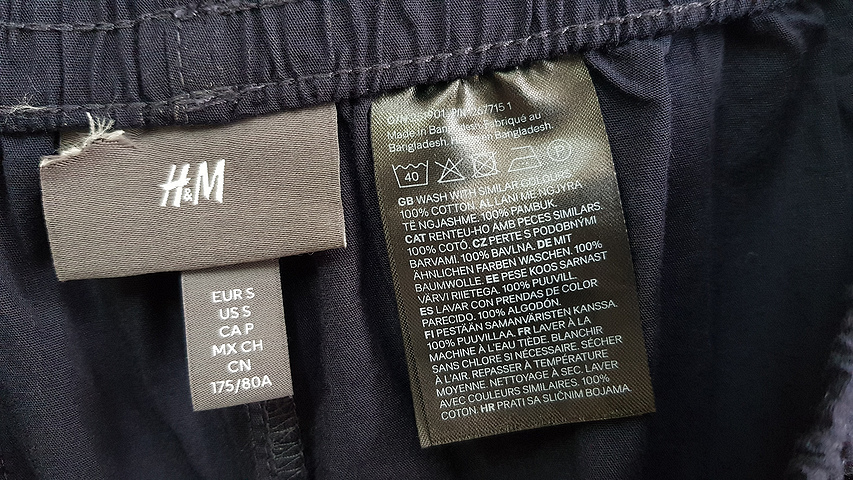 H&M
EUR S
US S
CA P
MX CH
CN
175/80A
Made in Bangladesh. Fabriqué au
Bangladesh. Bangladesh.
40 P
GB WASH WITH SIMILAR COLOURS.
100% COTTON. AL LANI ME NGJYRA
TË NGJASHME. 100% PAMBUK.
CAT RENTEU-HO AMB PECES SIMILARS.
100% COTÓ. CZ PERTE S PODOBNÝMI
BARVAMI. 100% BAVLNA. DE MIT
ÄHNLICHEN FARBEN WASCHEN. 100%
BAUMWOLLE. EE PESE KOOS SARNAST
VÄRVI RIIETEGA. 100% PUUVILL.
ES LAVAR CON PRENDAS DE COLOR
PARECIDO. 100% ALGODÓN.
FI PESTÄÄN SAMANVÄRISTEN KANSSA.
100% PUUVILLAA. FR LAVER À LA
MACHINE À L'EAU TIÈDE. BLANCHIR
SANS CHLORE SI NÉCESSAIRE. SÉCHER
À L'AIR. REPASSER À TEMPÉRATURE
MOYENNE. NETTOYAGE À SEC. LAVER
AVEC COULEURS SIMILAIRES. 100%
COTON. HR PRATI SA SLIČNIM BOJAMA.